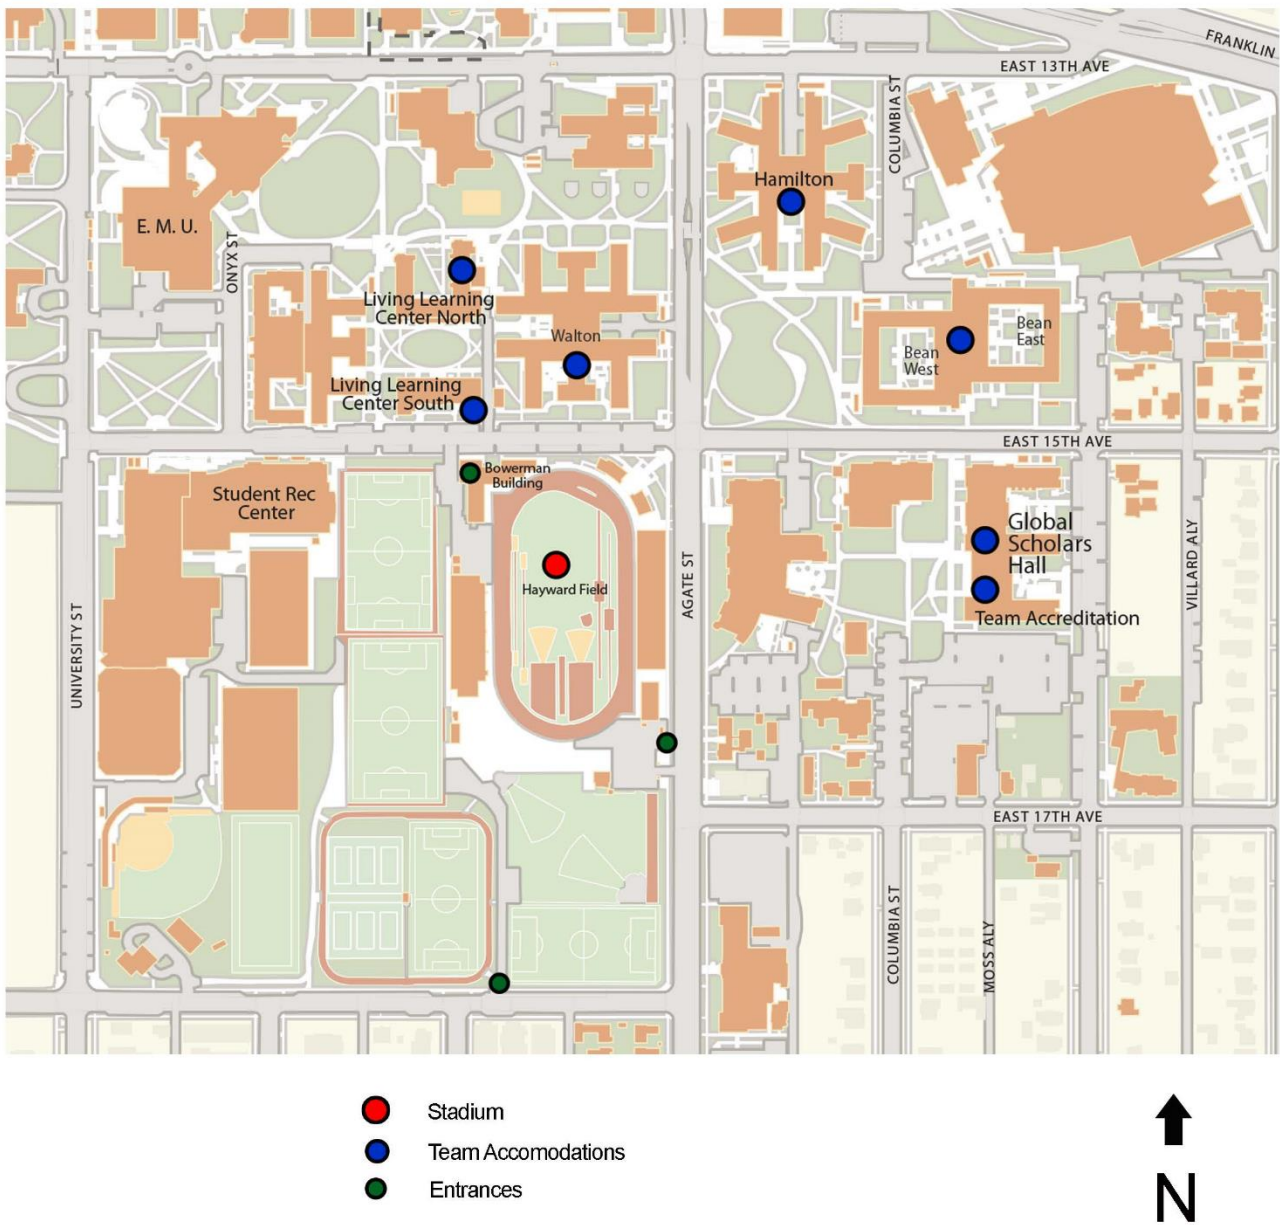 FRANKLIN
EAST 13TH AVE
COLUMBIA ST
Hamilton
E. M. U.
ONYX ST
Living Learning
Center North
Walton
Bean
East
Bean
West
Living Learning
Center South
EAST 15TH AVE
Bowerman
Building
Student Rec
Center
Global
Scholars
Hall
Hayward Field
AGATE ST
VILLARD ALY
Team Accreditation
UNIVERSITY ST
EAST 17TH AVE
COLUMBIA ST
MOSS ALY
Stadium
Team Accomodations
Entrances
N